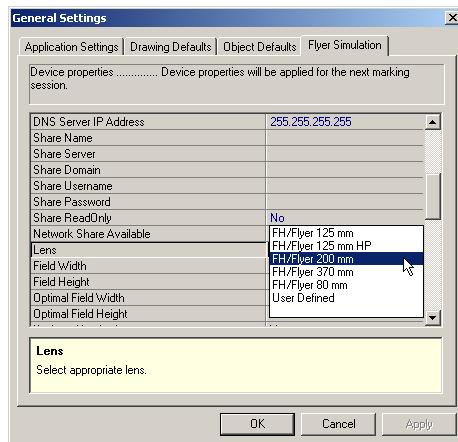 General Settings
Application Settings Drawing Defaults Object Defaults Flyer Simulation
Device properties .............. Device properties will be applied for the next marking
session.
DNS Server IP Address 255.255.255.255
Share Name
Share Server
Share Domain
Share Username
Share Password
Share ReadOnly No
Network Share Available
FH/Flyer 125 mm
Lens
FH/Flyer 125 mm HP
Field Width
FH/Flyer 200 mm
Field Height
FH/Flyer 370 mm
Optimal Field Width
FH/Flyer 80 mm
Optimal Field Height
User Defined
Lens
Select appropriate lens.
OK Cancel Apply